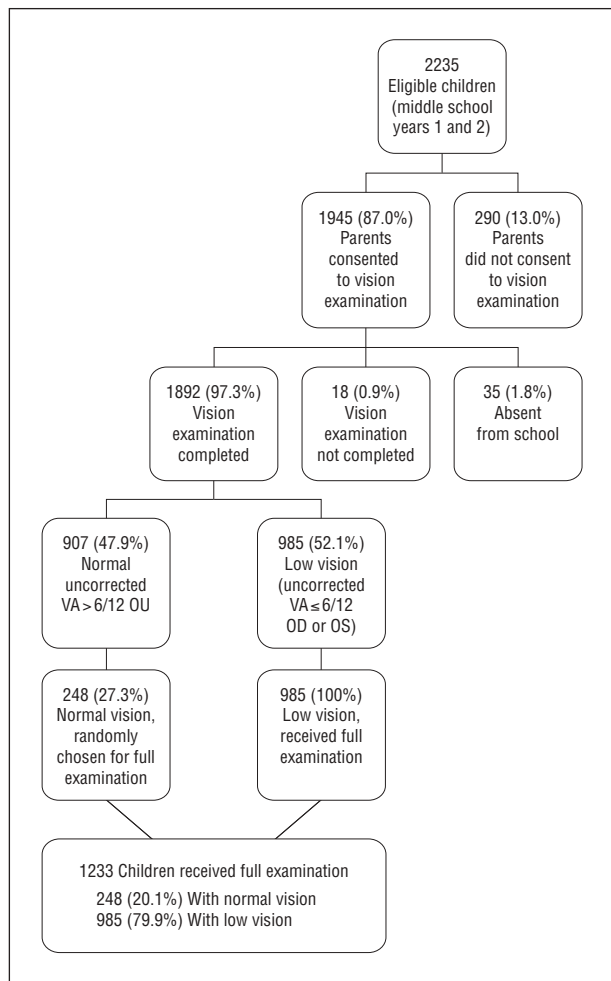 2235
Eligible children
(middle school
years 1 and 2)
1945 (87.0%)
Parents
consented
to vision
examination
290 (13.0%)
Parents
did not consent
to vision
examination
1892 (97.3%)
Vision
examination
completed
18 (0.9%)
Vision
examination
not completed
35 (1.8%)
Absent
from school
907 (47.9%)
Normal
uncorrected
VA > 6/12 OU
985 (52.1%)
Low vision
(uncorrected
VA ≤ 6/12
OD or OS)
248 (27.3%)
Normal vision,
randomly
chosen for full
examination
985 (100%)
Low vision,
received full
examination
1233 Children received full examination
248 (20.1%) With normal vision
985 (79.9%) With low vision